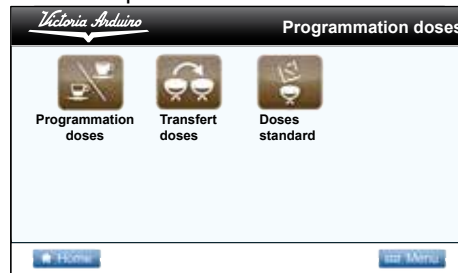 Victoria Arduino
Programmation doses
Programmation
doses
Transfert
doses
Doses
standard
Home
Menu